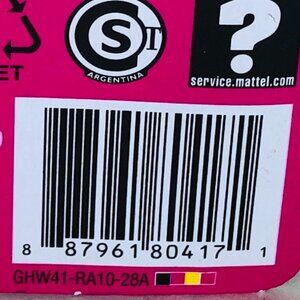 S
T
ARGENTINA
?
service.mattel.com
ET
8 87961 80417 1
GHW41-RA10-28A